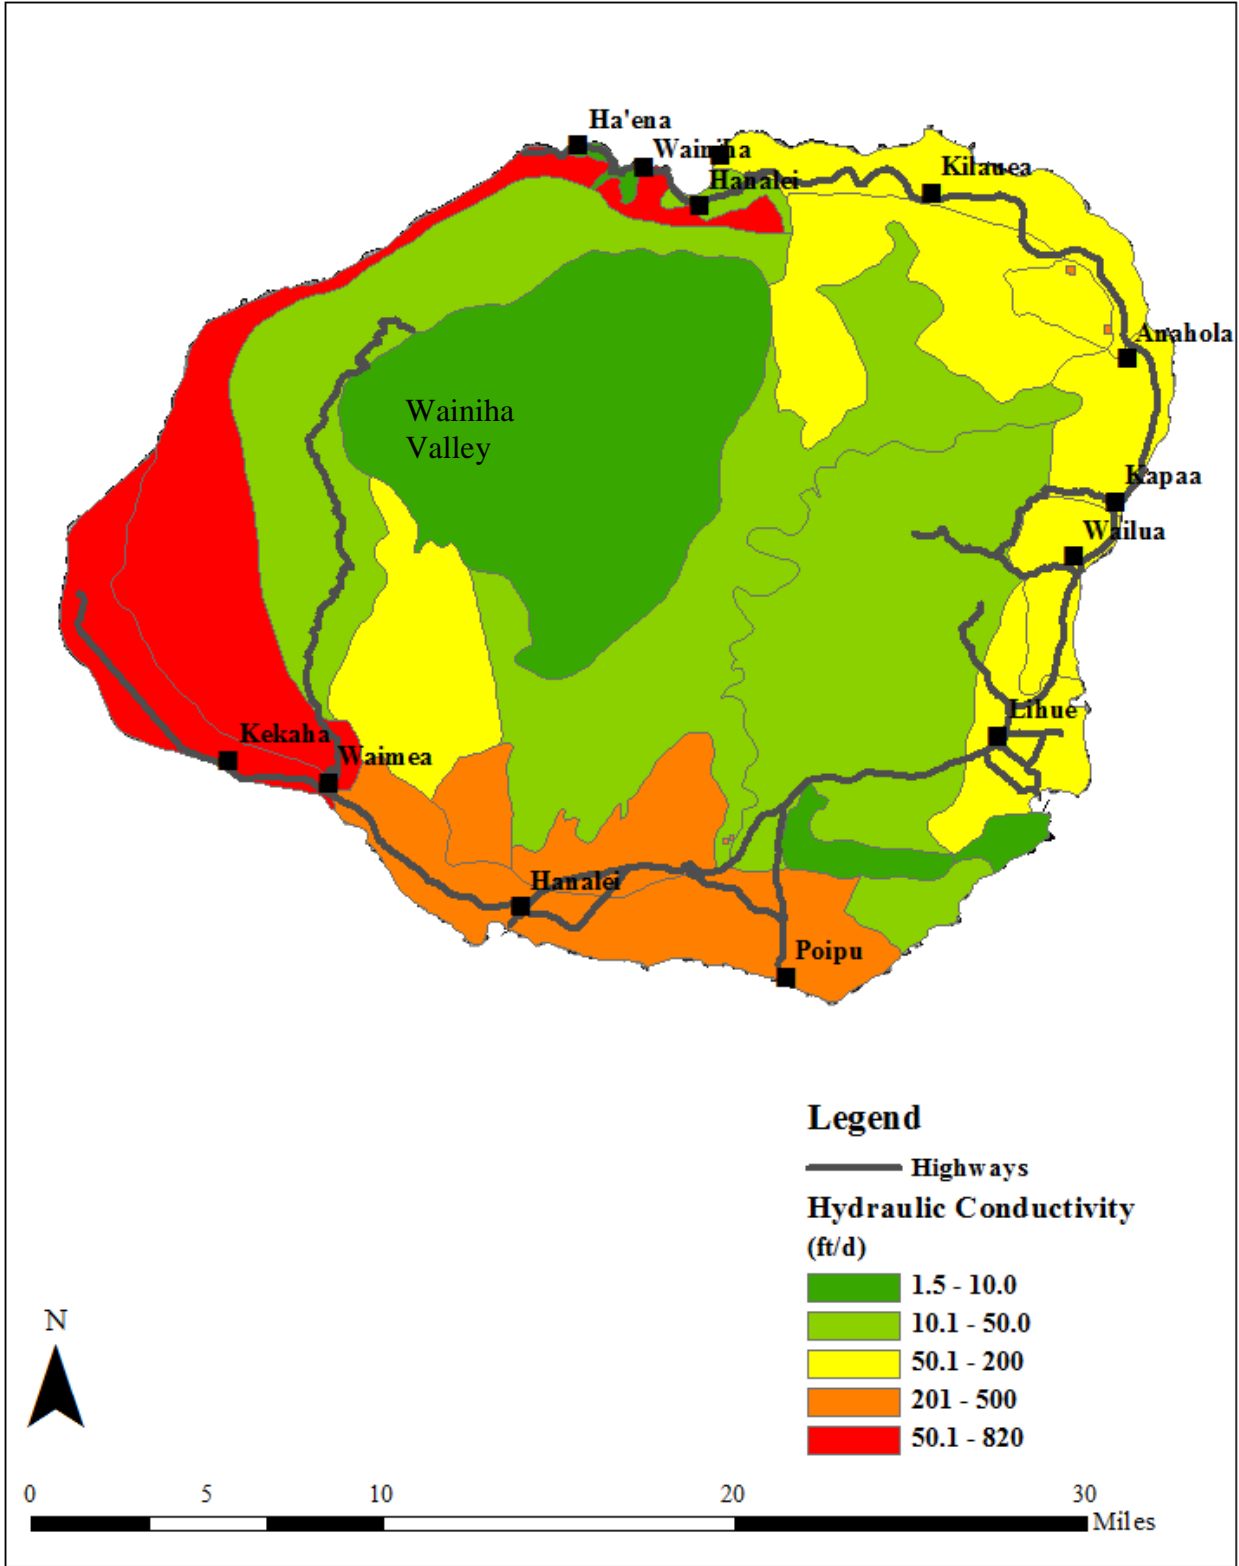 Ha'ena
Wainiha
Hanalei
Kilauea
Anahola
Wainiha
Valley
Kapaa
Wailua
Lihue
Kekaha
Waimea
Hanalei
Poipu
Legend
Highways
Hydraulic Conductivity
(ft/d)
1.5 - 10.0
10.1 - 50.0
50.1 - 200
201 - 500
50.1 - 820
N
0 5 10 20 30
Miles